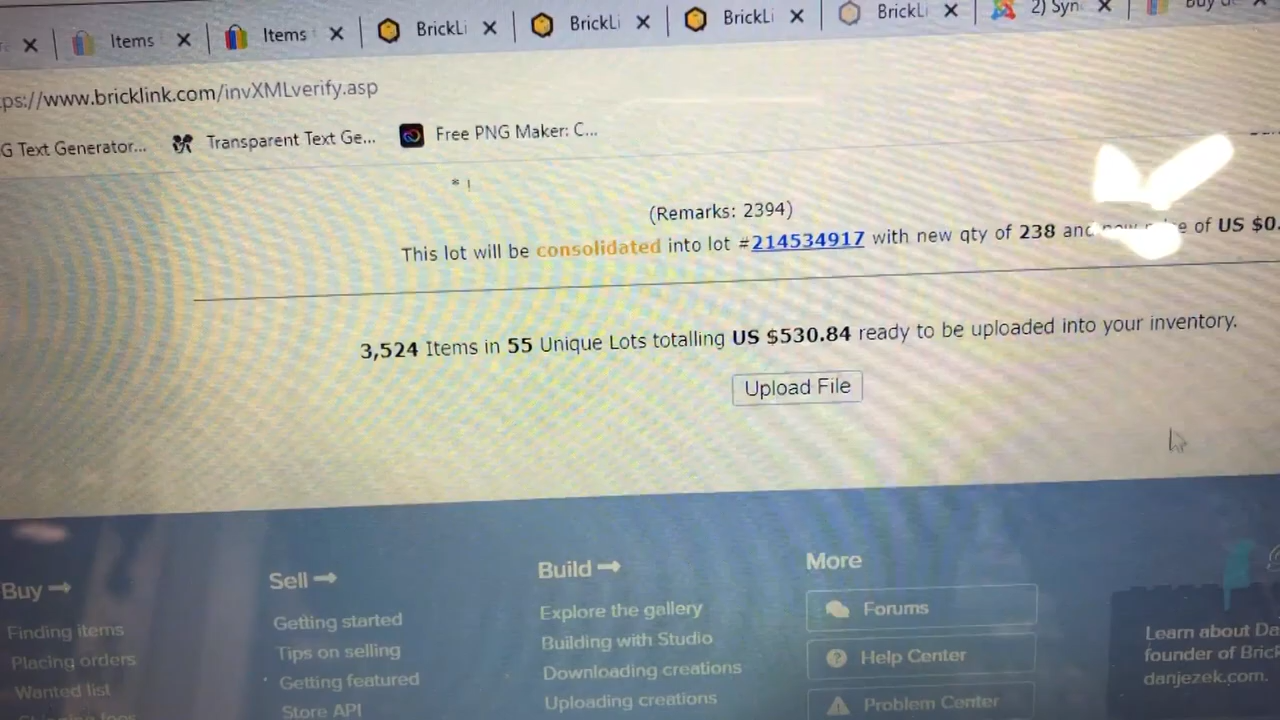 Items
Items
BrickLi
BrickLi
BrickLi
BrickLi
2) Syn
ps://www.bricklink.com/invXMLverify.asp
G Text Generator...
Transparent Text Ge...
Free PNG Maker: C...
* !
(Remarks: 2394)
This lot will be consolidated into lot #214534917 with new qty of 238 and of US $0.
3,524 Items in 55 Unique Lots totalling US $530.84 ready to be uploaded into your inventory.
Upload File
Buy →
Finding items
Placing orders
Wanted list
Sell →
Getting started
Tips on selling
Getting featured
Store API
Build →
Explore the gallery
Building with Studio
Downloading creations
Uploading creations
More
Forums
Help Center
Problem Center
Learn about Da
founder of Brick
danjezek.com.